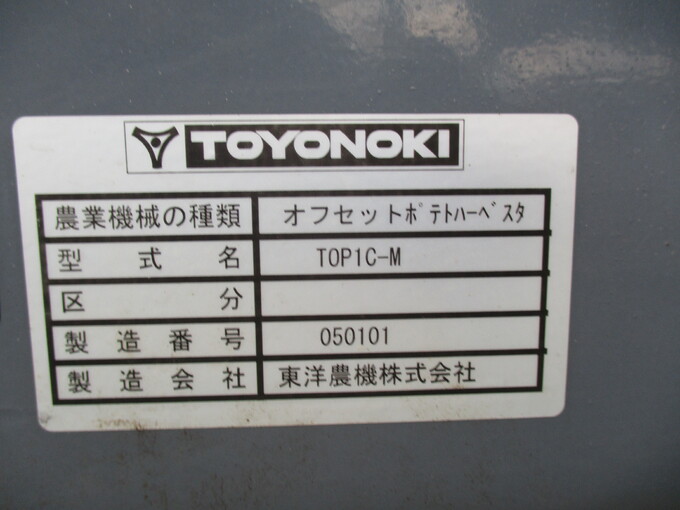 TOYONOKI
農業機械の種類 オフセットﾎﾟﾃﾄﾊｰﾍﾞｽﾀ
型式名 TOP1C-M
区分
製造番号 050101
製造会社 東洋農機株式会社